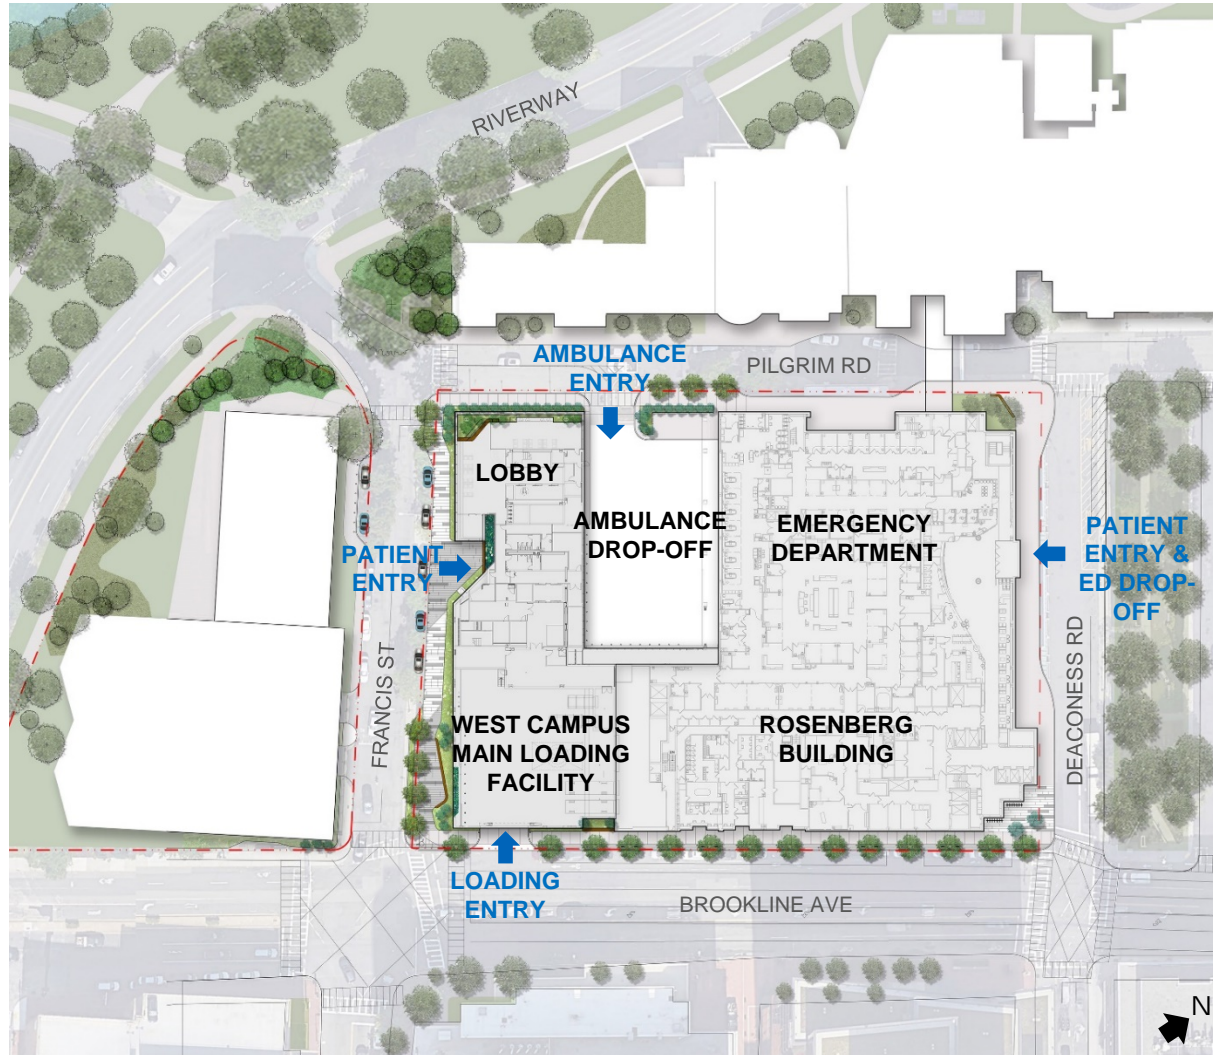 RIVERWAY
AMBULANCE
ENTRY
PILGRIM RD
LOBBY
AMBULANCE
DROP-OFF
EMERGENCY
DEPARTMENT
PATIENT
ENTRY
PATIENT
ENTRY &
ED DROP-
OFF
FRANCIS ST
DEACONESS RD
WEST CAMPUS
MAIN LOADING
FACILITY
ROSENBERG
BUILDING
LOADING
ENTRY
BROOKLINE AVE
N